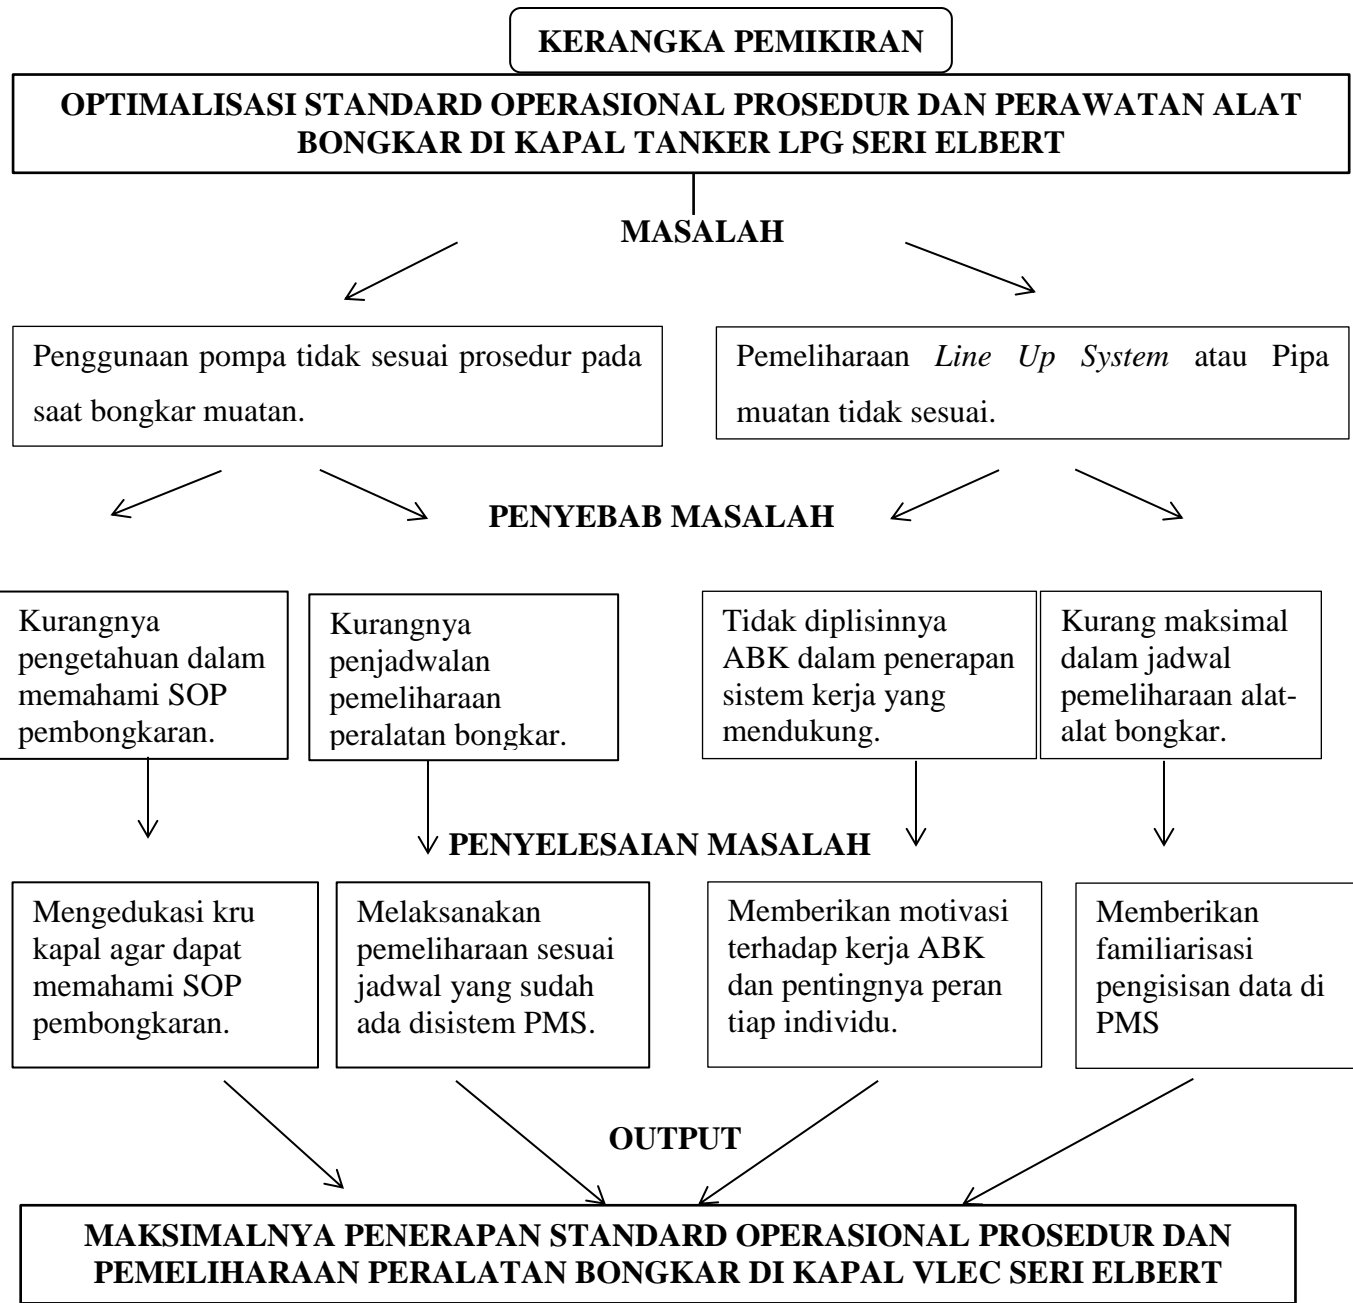 KERANGKA PEMIKIRAN
OPTIMALISASI STANDARD OPERASIONAL PROSEDUR DAN PERAWATAN ALAT
BONGKAR DI KAPAL TANKER LPG SERI ELBERT
MASALAH
Penggunaan pompa tidak sesuai prosedur pada
saat bongkar muatan.
Pemeliharaan Line Up System atau Pipa
muatan tidak sesuai.
PENYEBAB MASALAH
Kurangnya
pengetahuan dalam
memahami SOP
pembongkaran.
Kurangnya
penjadwalan
pemeliharaan
peralatan bongkar.
Tidak diplisinnya
ABK dalam penerapan
sistem kerja yang
mendukung.
Kurang maksimal
dalam jadwal
pemeliharaan alat-
alat bongkar.
PENYELESAIAN MASALAH
Mengedukasi kru
kapal agar dapat
memahami SOP
pembongkaran.
Melaksanakan
pemeliharaan sesuai
jadwal yang sudah
ada disistem PMS.
Memberikan motivasi
terhadap kerja ABK
dan pentingnya peran
tiap individu.
Memberikan
familiarisasi
pengisisan data di
PMS
OUTPUT
MAKSIMALNYA PENERAPAN STANDARD OPERASIONAL PROSEDUR DAN
PEMELIHARAAN PERALATAN BONGKAR DI KAPAL VLEC SERI ELBERT